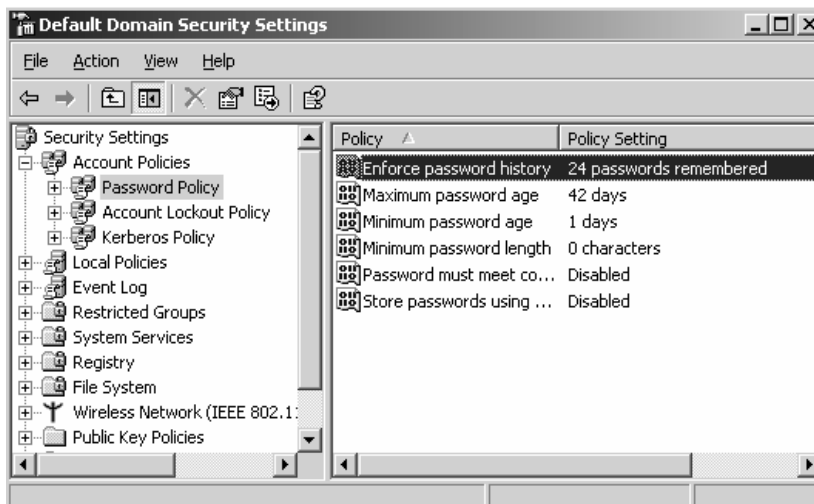 Default Domain Security Settings
File Action View Help
Security Settings
Account Policies
Password Policy
Account Lockout Policy
Kerberos Policy
Local Policies
Event Log
Restricted Groups
System Services
Registry
File System
Wireless Network (IEEE 802.1
Public Key Policies
Policy Policy Setting
Enforce password history 24 passwords remembered
Maximum password age 42 days
Minimum password age 1 days
Minimum password length 0 characters
Password must meet co... Disabled
Store passwords using ... Disabled